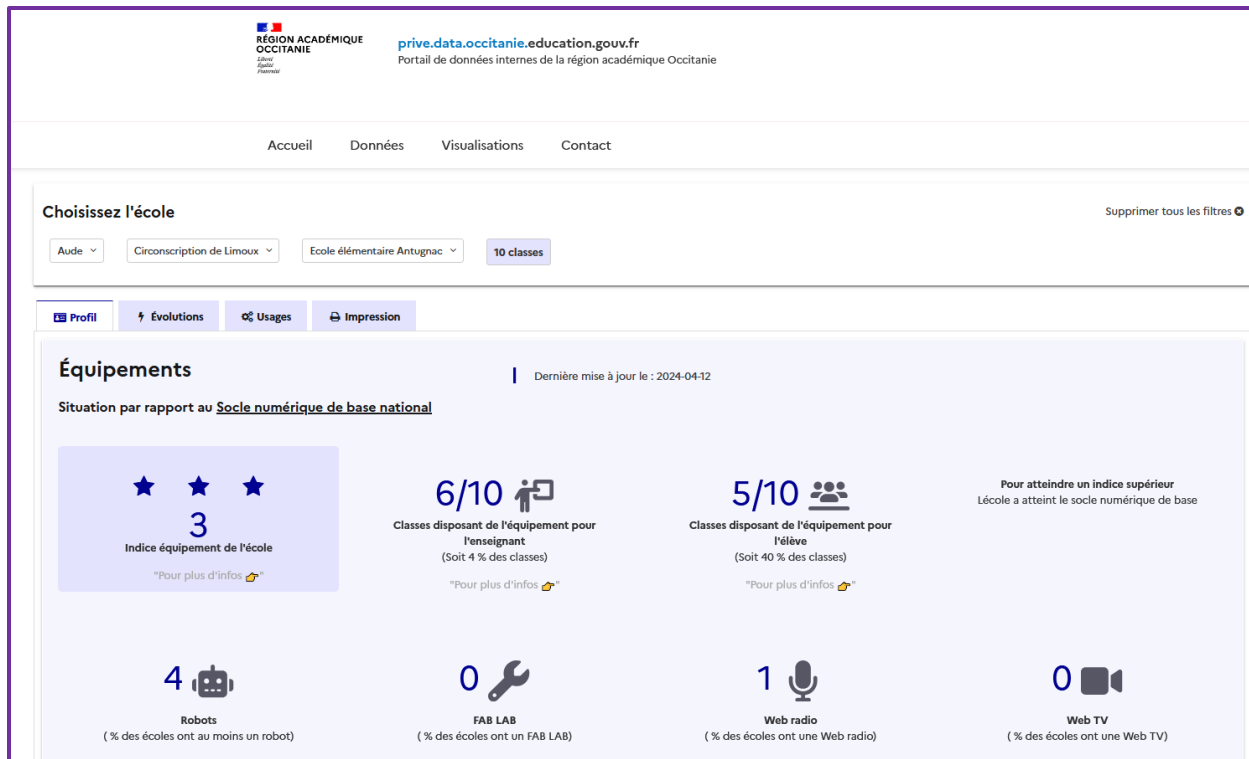 RÉGION ACADÉMIQUE
OCCITANIE
Liberté
Égalité
Fraternité
prive.data.occitanie.education.gouv.fr
Portail de données internes de la région académique Occitanie
Accueil Données Visualisations Contact
Choisissez l'école
Supprimer tous les filtres
Aude Circonscription de Limoux Ecole élémentaire Antugnac 10 classes
Profil Évolutions Usages Impression
Équipements
Dernière mise à jour le : 2024-04-12
Situation par rapport au Socle numérique de base national
3
Indice équipement de l'école
"Pour plus d'infos 👉"
6/10
Classes disposant de l'équipement pour
l'enseignant
(Soit 4 % des classes)
"Pour plus d'infos 👉"
5/10
Classes disposant de l'équipement pour
l'élève
(Soit 40 % des classes)
"Pour plus d'infos 👉"
Pour atteindre un indice supérieur
Lécole a atteint le socle numérique de base
4
Robots
( % des écoles ont au moins un robot)
0
FAB LAB
( % des écoles ont un FAB LAB)
1
Web radio
( % des écoles ont une Web radio)
0
Web TV
( % des écoles ont une Web TV)